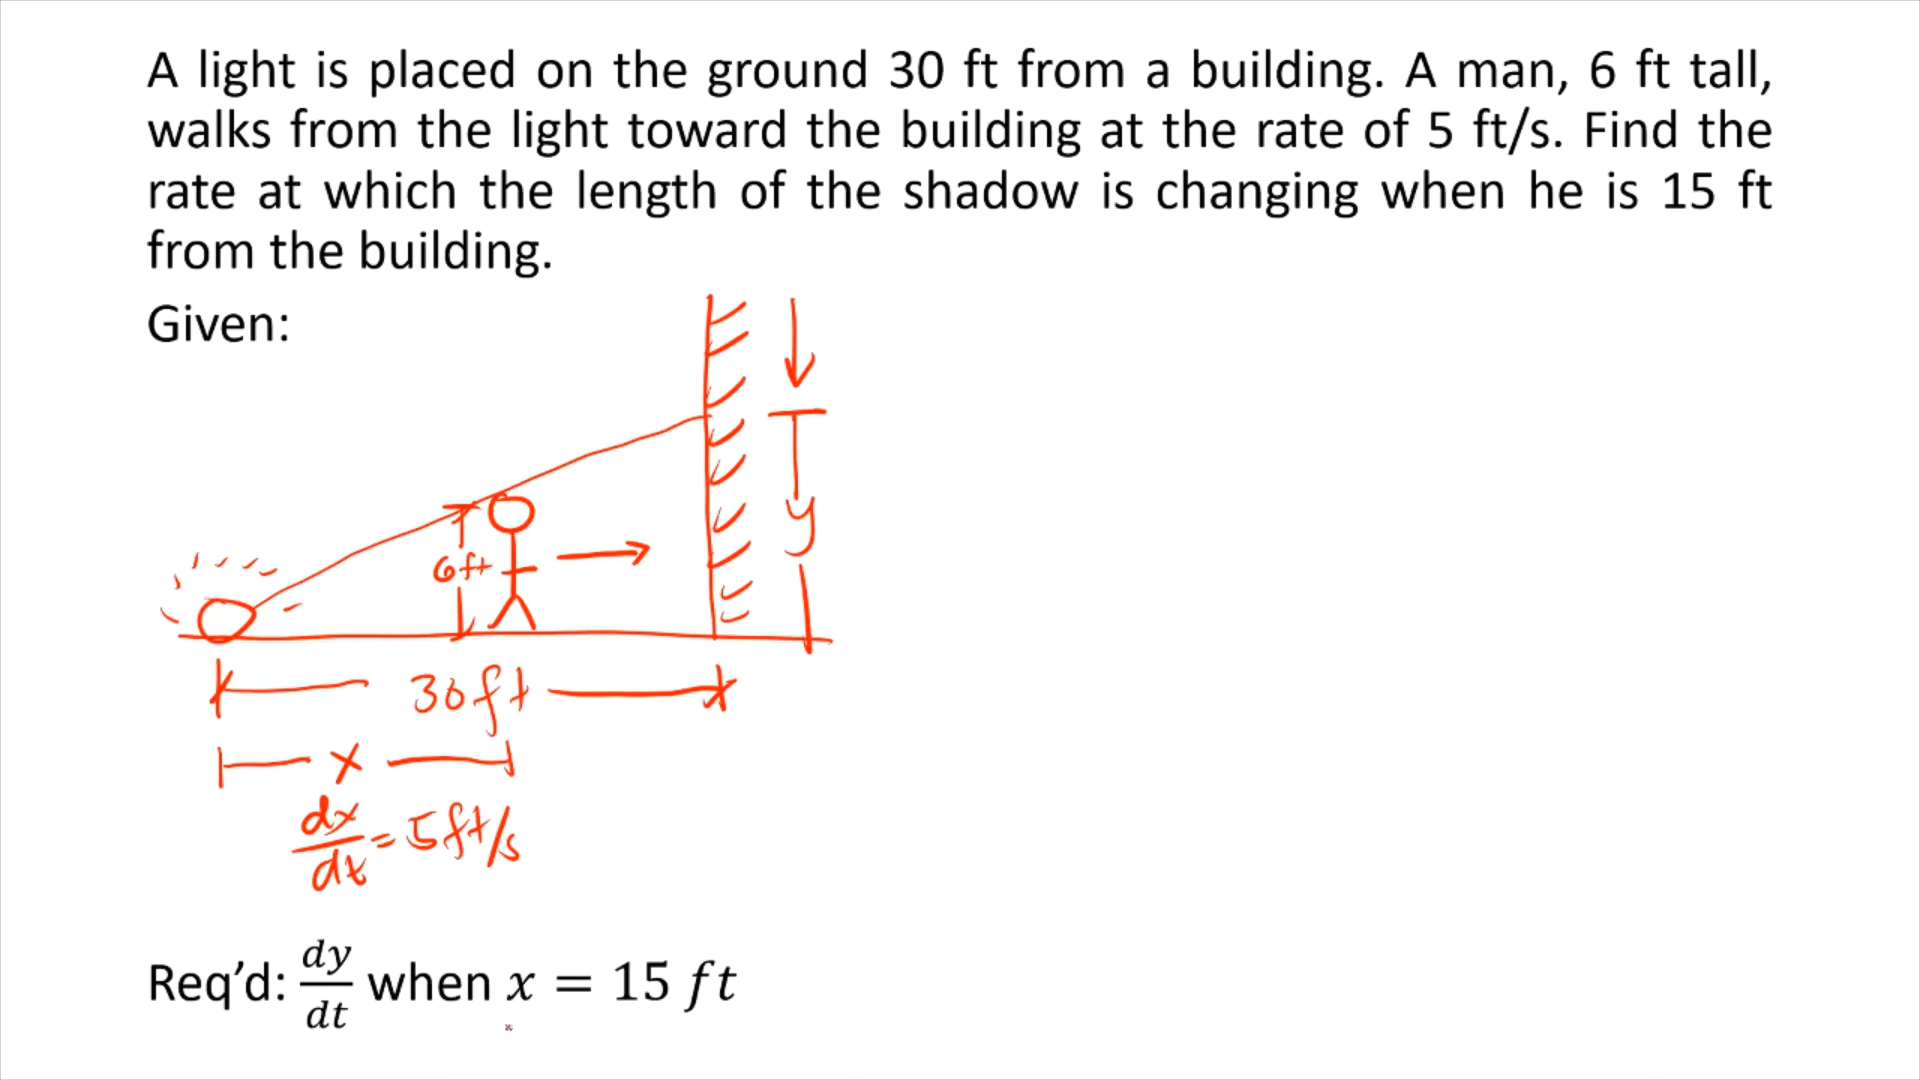 A light is placed on the ground 30 ft from a building. A man, 6 ft tall,
walks from the light toward the building at the rate of 5 ft/s. Find the
rate at which the length of the shadow is changing when he is 15 ft
from the building.
Given:
6ft
y
30ft
x
dx/dt = 5ft/s
Req’d: dy/dt when x = 15 ft